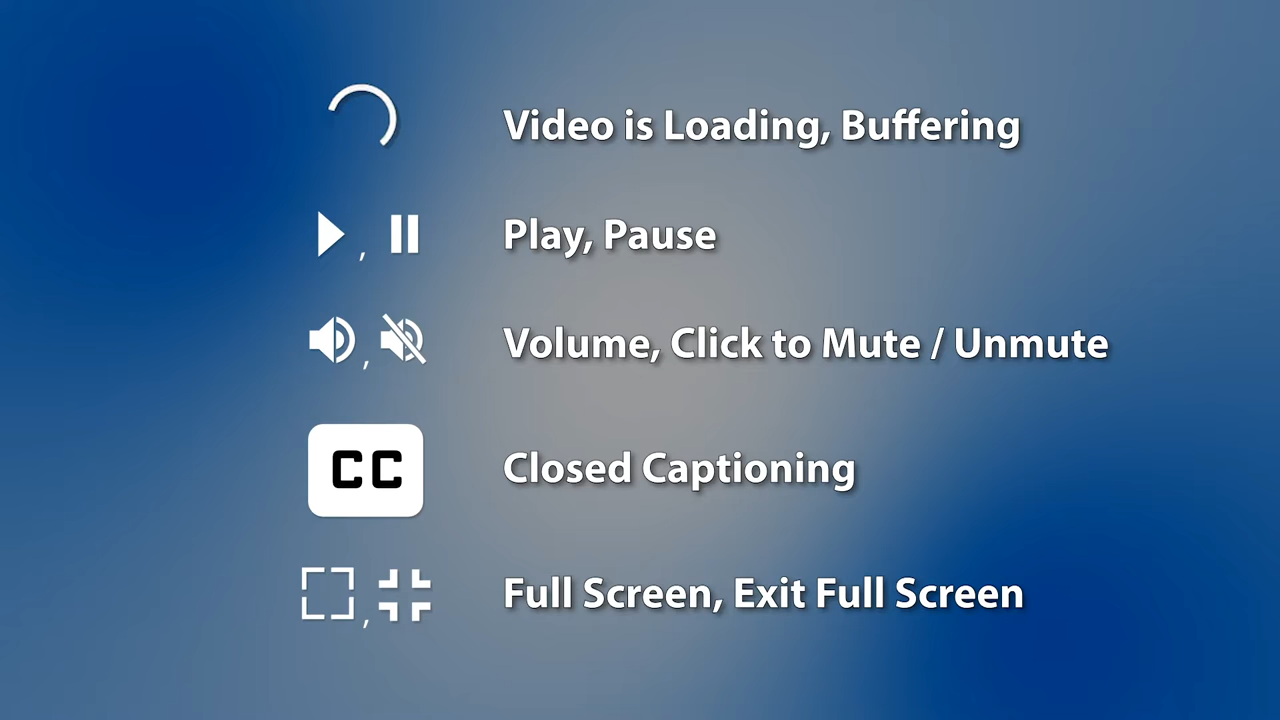 Video is Loading, Buffering
, Play, Pause
, Volume, Click to Mute / Unmute
CC Closed Captioning
, Full Screen, Exit Full Screen